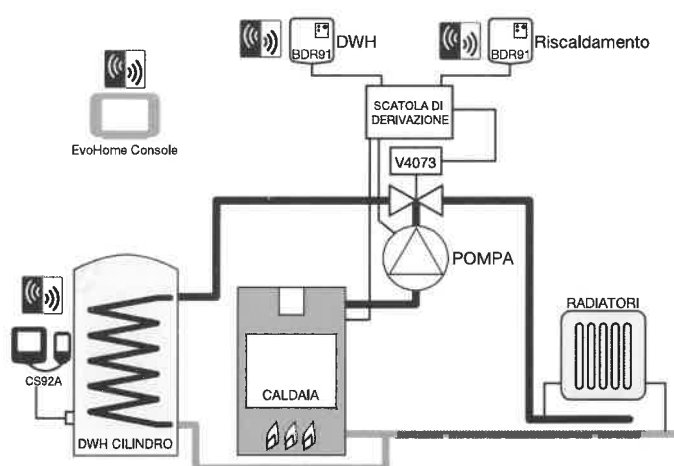 BDR91
DWH
BDR91
Riscaldamento
SCATOLA DI
DERIVAZIONE
EvoHome Console
V4073
POMPA
RADIATORI
CS92A
CALDAIA
DWH CILINDRO